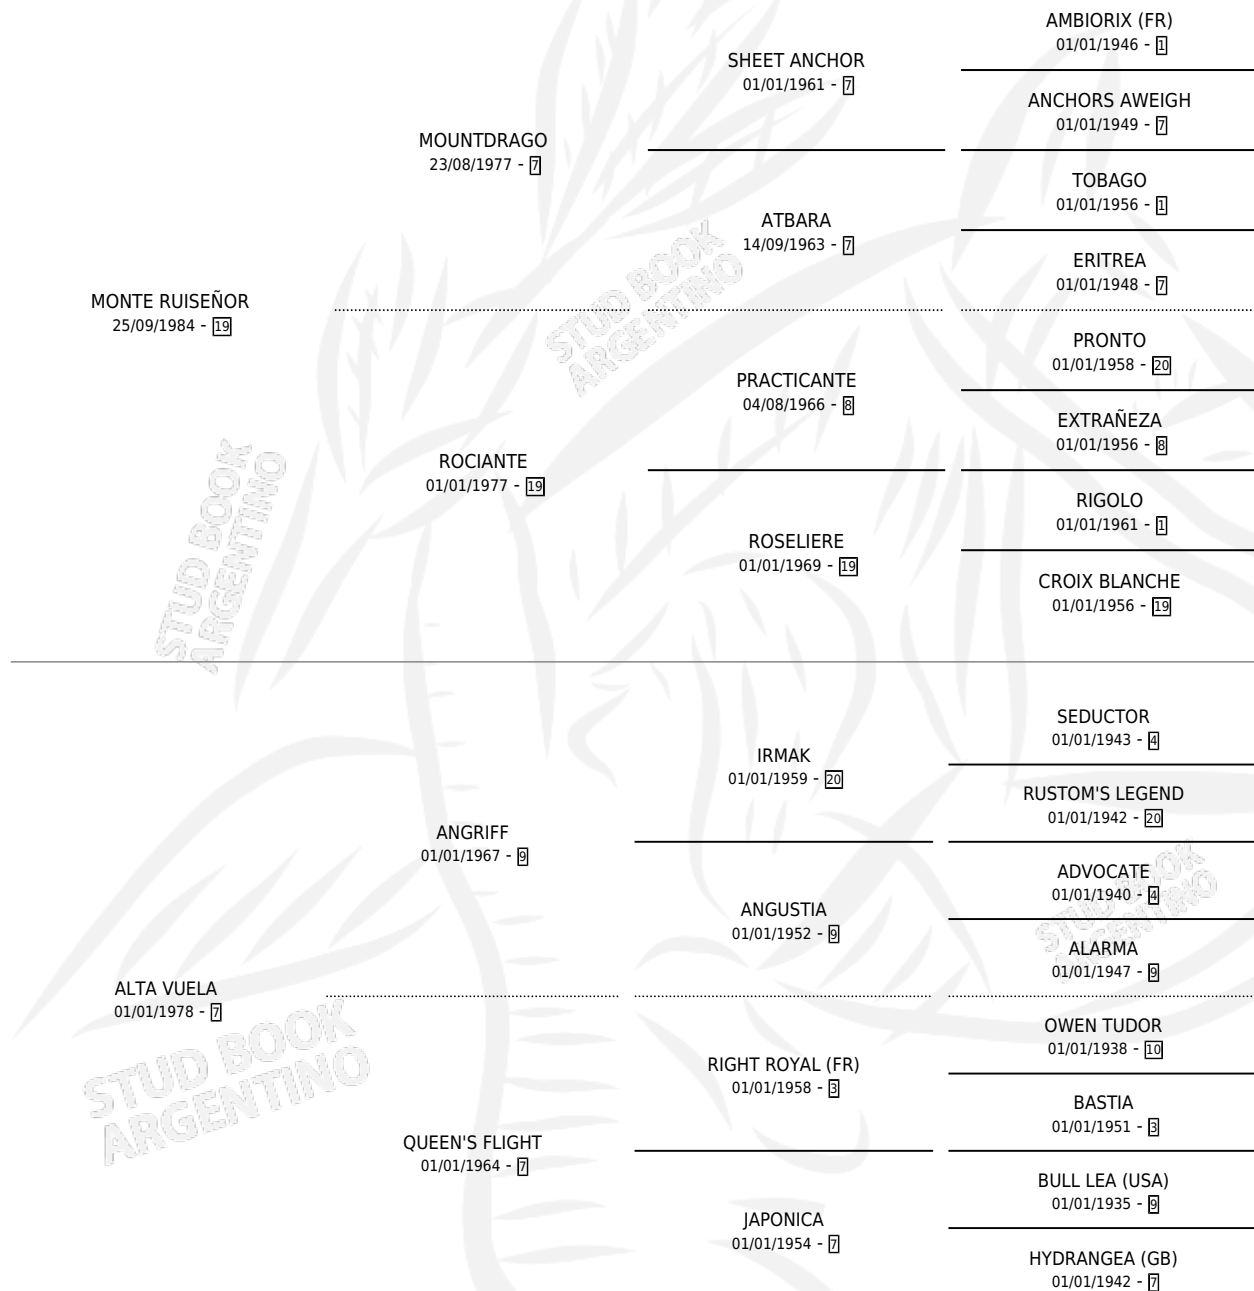 AMBIORIX (FR)
01/01/1946 - 1
SHEET ANCHOR
01/01/1961 - 7
ANCHORS AWEIGH
01/01/1949 - 7
MOUNTDRAGO
23/08/1977 - 7
TOBAGO
01/01/1956 - 1
ATBARA
14/09/1963 - 7
ERITREA
01/01/1948 - 7
MONTE RUISEÑOR
25/09/1984 - 19
PRONTO
01/01/1958 - 20
PRACTICANTE
04/08/1966 - 8
EXTRAÑEZA
01/01/1956 - 8
ROCIANTE
01/01/1977 - 19
RIGOLO
01/01/1961 - 1
ROSELIERE
01/01/1969 - 19
CROIX BLANCHE
01/01/1956 - 19
SEDUCTOR
01/01/1943 - 4
IRMAK
01/01/1959 - 20
RUSTOM'S LEGEND
01/01/1942 - 20
ANGRIFF
01/01/1967 - 9
ADVOCATE
01/01/1940 - 4
ANGUSTIA
01/01/1952 - 9
ALARMA
01/01/1947 - 9
ALTA VUELA
01/01/1978 - 7
OWEN TUDOR
01/01/1938 - 10
RIGHT ROYAL (FR)
01/01/1958 - 3
BASTIA
01/01/1951 - 3
QUEEN'S FLIGHT
01/01/1964 - 7
BULL LEA (USA)
01/01/1935 - 9
JAPONICA
01/01/1954 - 7
HYDRANGEA (GB)
01/01/1942 - 7
STUD BOOK
ARGENTINO
STUD BOOK
ARGENTINO
STUD BOOK
ARGENTINO
STUD BOOK
ARGENTINO